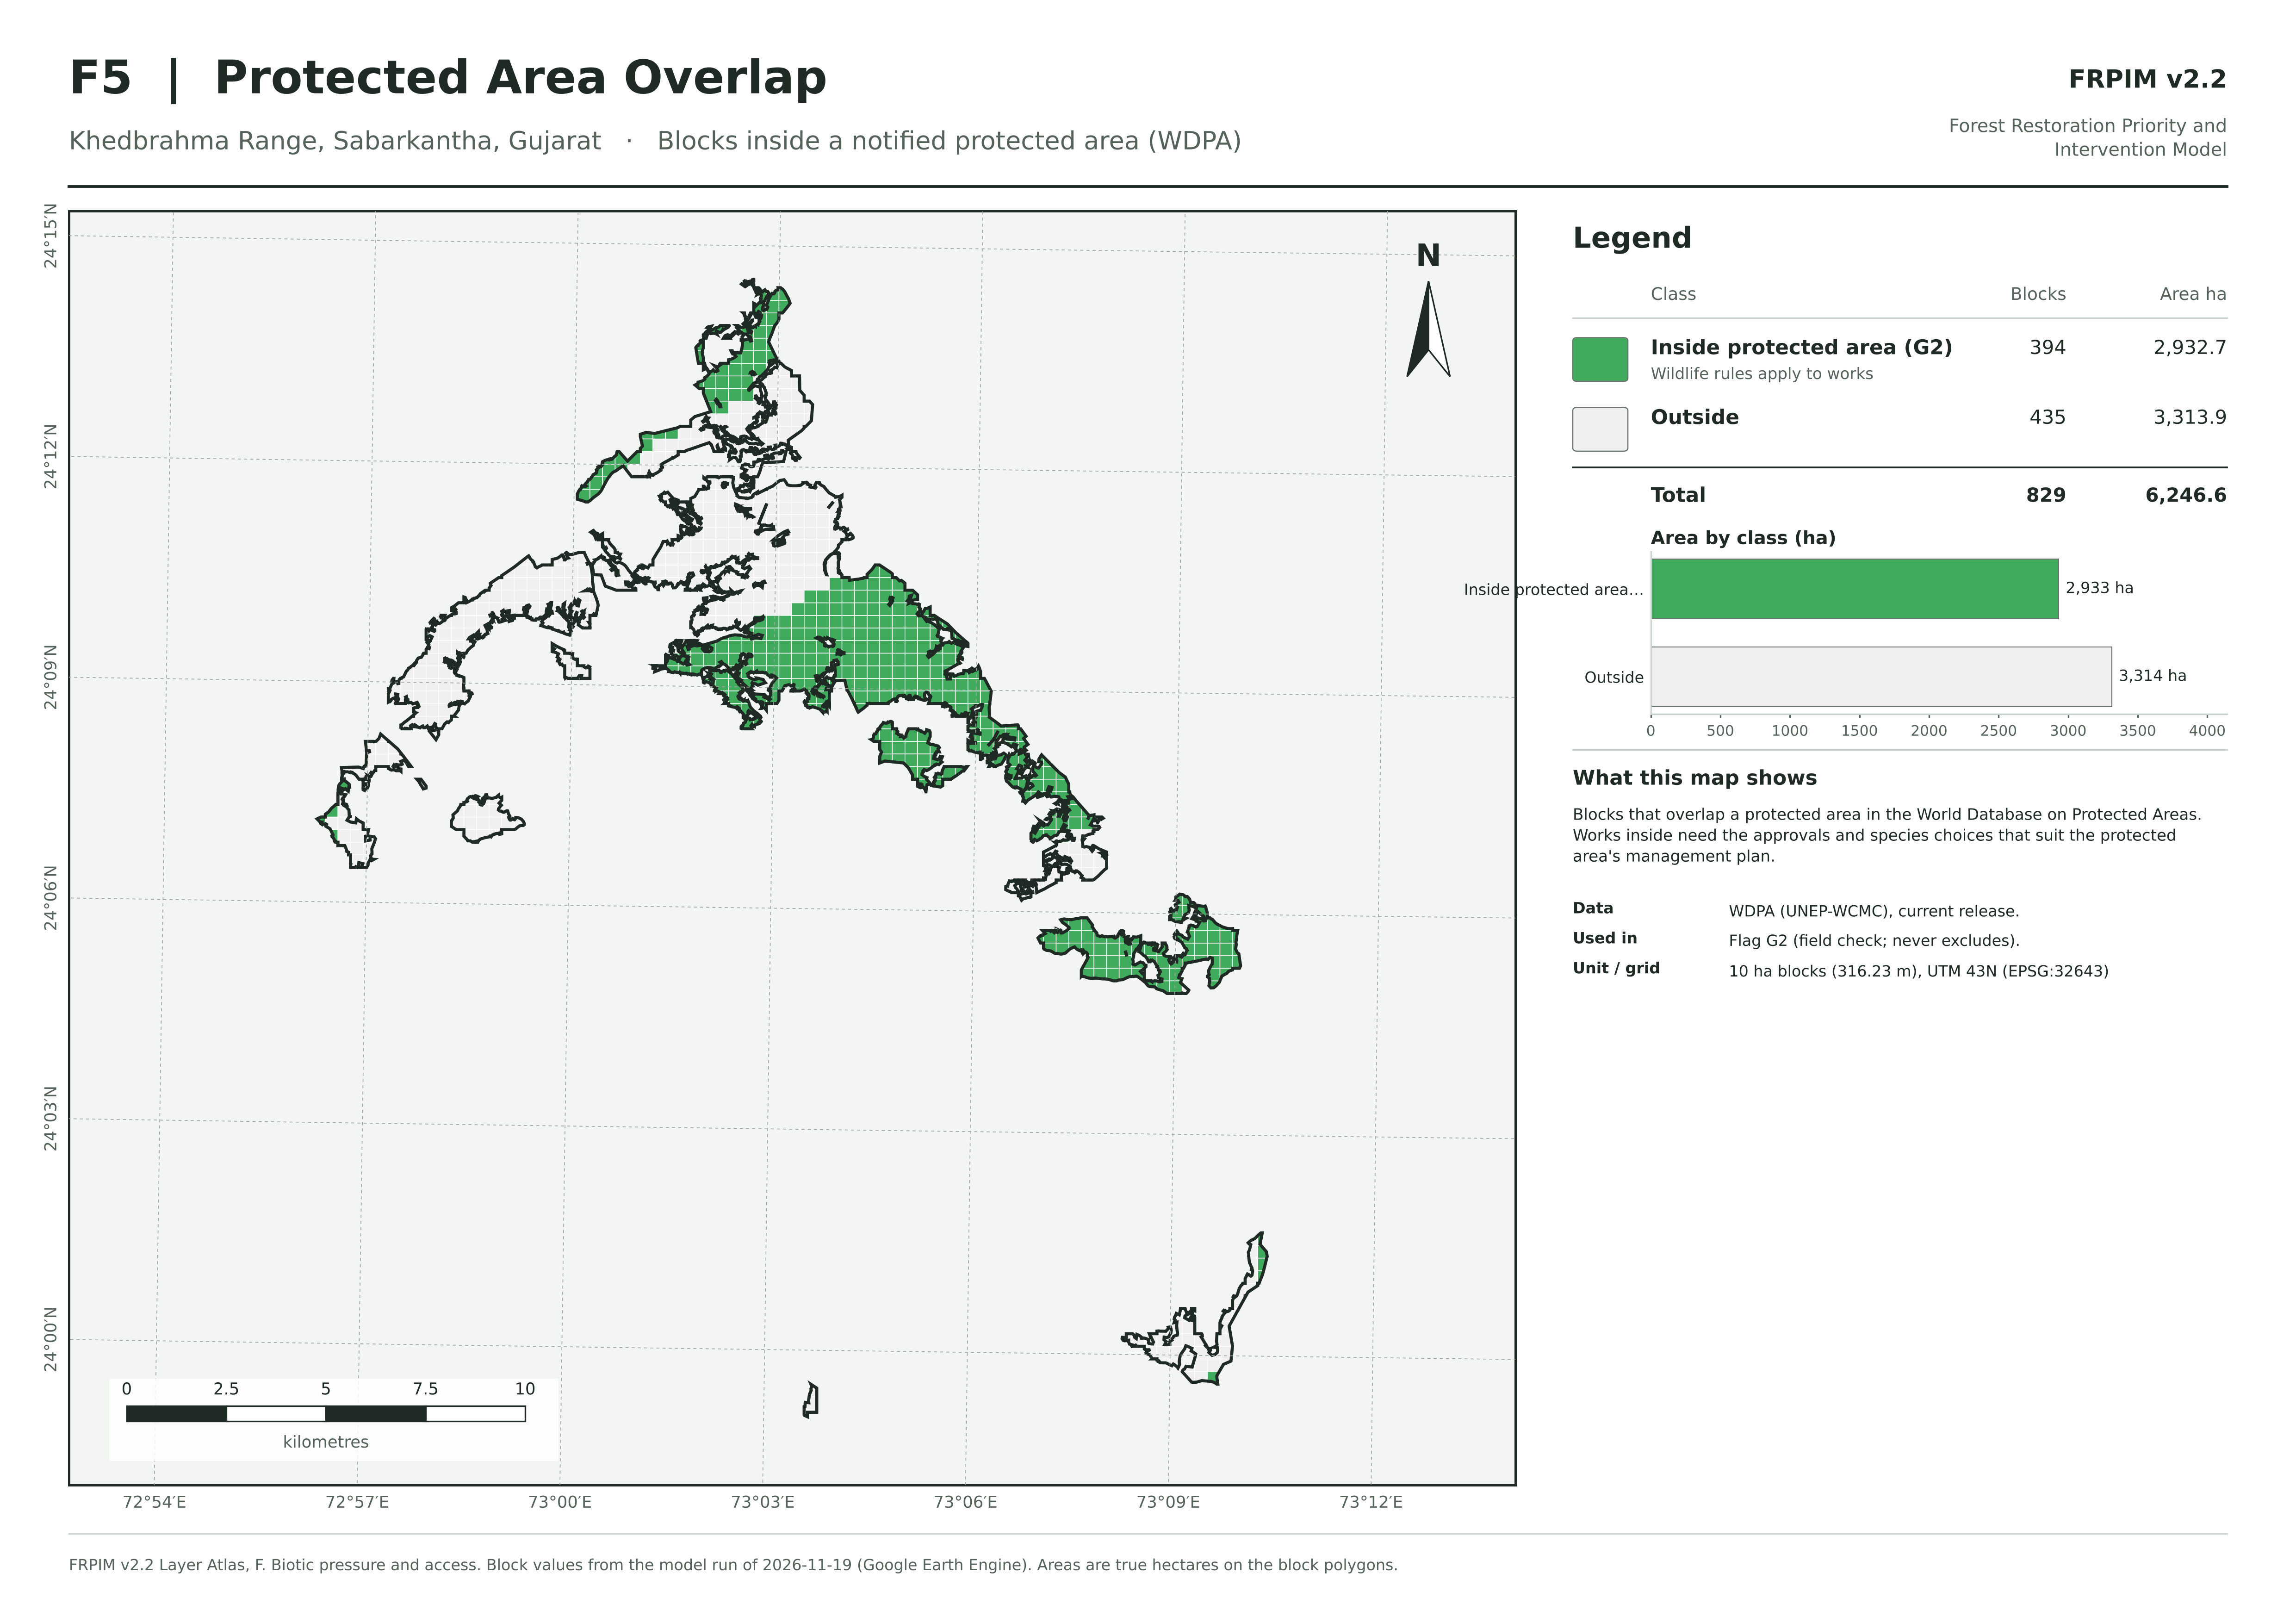 F5 | Protected Area Overlap
FRPIM v2.2
Khedbrahma Range, Sabarkantha, Gujarat · Blocks inside a notified protected area (WDPA)
Forest Restoration Priority and
Intervention Model
24°15′N
24°12′N
24°09′N
24°06′N
24°03′N
24°00′N
N
0 2.5 5 7.5 10
kilometres
72°54′E 72°57′E 73°00′E 73°03′E 73°06′E 73°09′E 73°12′E
Legend
Class Blocks Area ha
Inside protected area (G2) 394 2,932.7
Wildlife rules apply to works
Outside 435 3,313.9
Total 829 6,246.6
Area by class (ha)
Inside protected area... 2,933 ha
Outside 3,314 ha
0 500 1000 1500 2000 2500 3000 3500 4000
What this map shows
Blocks that overlap a protected area in the World Database on Protected Areas.
Works inside need the approvals and species choices that suit the protected
area's management plan.
Data WDPA (UNEP-WCMC), current release.
Used in Flag G2 (field check; never excludes).
Unit / grid 10 ha blocks (316.23 m), UTM 43N (EPSG:32643)
FRPIM v2.2 Layer Atlas, F. Biotic pressure and access. Block values from the model run of 2026-11-19 (Google Earth Engine). Areas are true hectares on the block polygons.